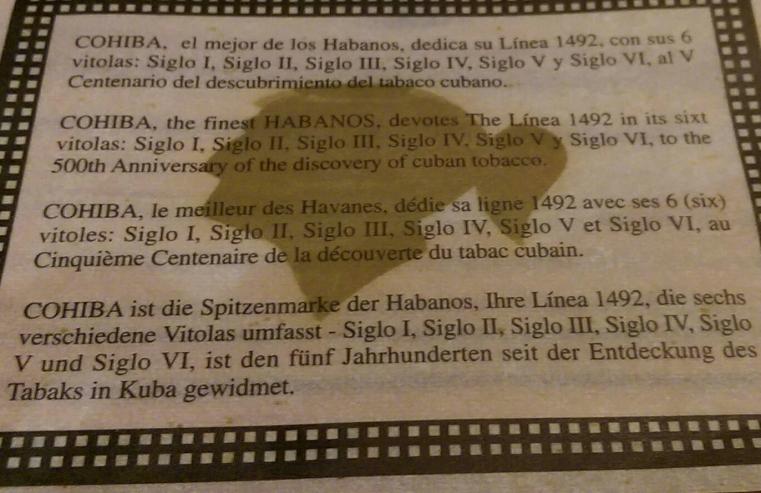 COHIBA, el mejor de los Habanos, dedica su Línea 1492, con sus 6
vitolas: Siglo I, Siglo II, Siglo III, Siglo IV, Siglo V y Siglo VI, al V
Centenario del descubrimiento del tabaco cubano.
COHIBA, the finest HABANOS, devotes The Línea 1492 in its sixt
vitolas: Siglo I, Siglo II, Siglo III, Siglo IV, Siglo V y Siglo VI, to the
500th Anniversary of the discovery of cuban tobacco.
COHIBA, le meilleur des Havanes, dédie sa ligne 1492 avec ses 6 (six)
vitoles: Siglo I, Siglo II, Siglo III, Siglo IV, Siglo V et Siglo VI, au
Cinquième Centenaire de la découverte du tabac cubain.
COHIBA ist die Spitzenmarke der Habanos, Ihre Línea 1492, die sechs
verschiedene Vitolas umfasst - Siglo I, Siglo II, Siglo III, Siglo IV, Siglo
V und Siglo VI, ist den fünf Jahrhunderten seit der Entdeckung des
Tabaks in Kuba gewidmet.